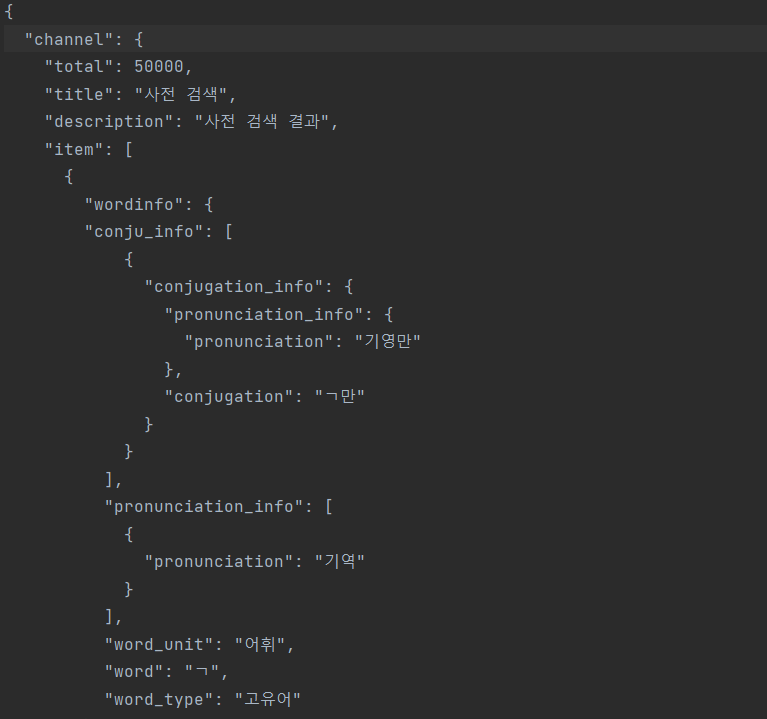 {
  "channel": {
    "total": 50000,
    "title": "사전 검색",
    "description": "사전 검색 결과",
    "item": [
      {
        "wordinfo": {
        "conju_info": [
            {
              "conjugation_info": {
                "pronunciation_info": {
                  "pronunciation": "기영만"
                },
                "conjugation": "ㄱ만"
              }
            }
          ],
          "pronunciation_info": [
            {
              "pronunciation": "기역"
            }
          ],
          "word_unit": "어휘",
          "word": "ㄱ",
          "word_type": "고유어"